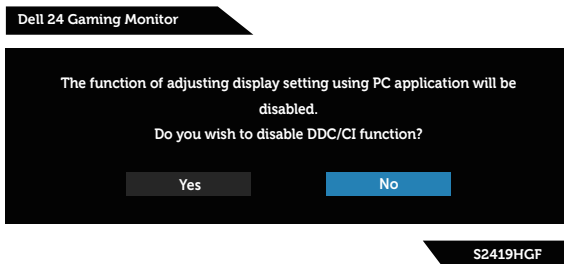 Dell 24 Gaming Monitor
The function of adjusting display setting using PC application will be
disabled.
Do you wish to disable DDC/CI function?
Yes
No
S2419HGF